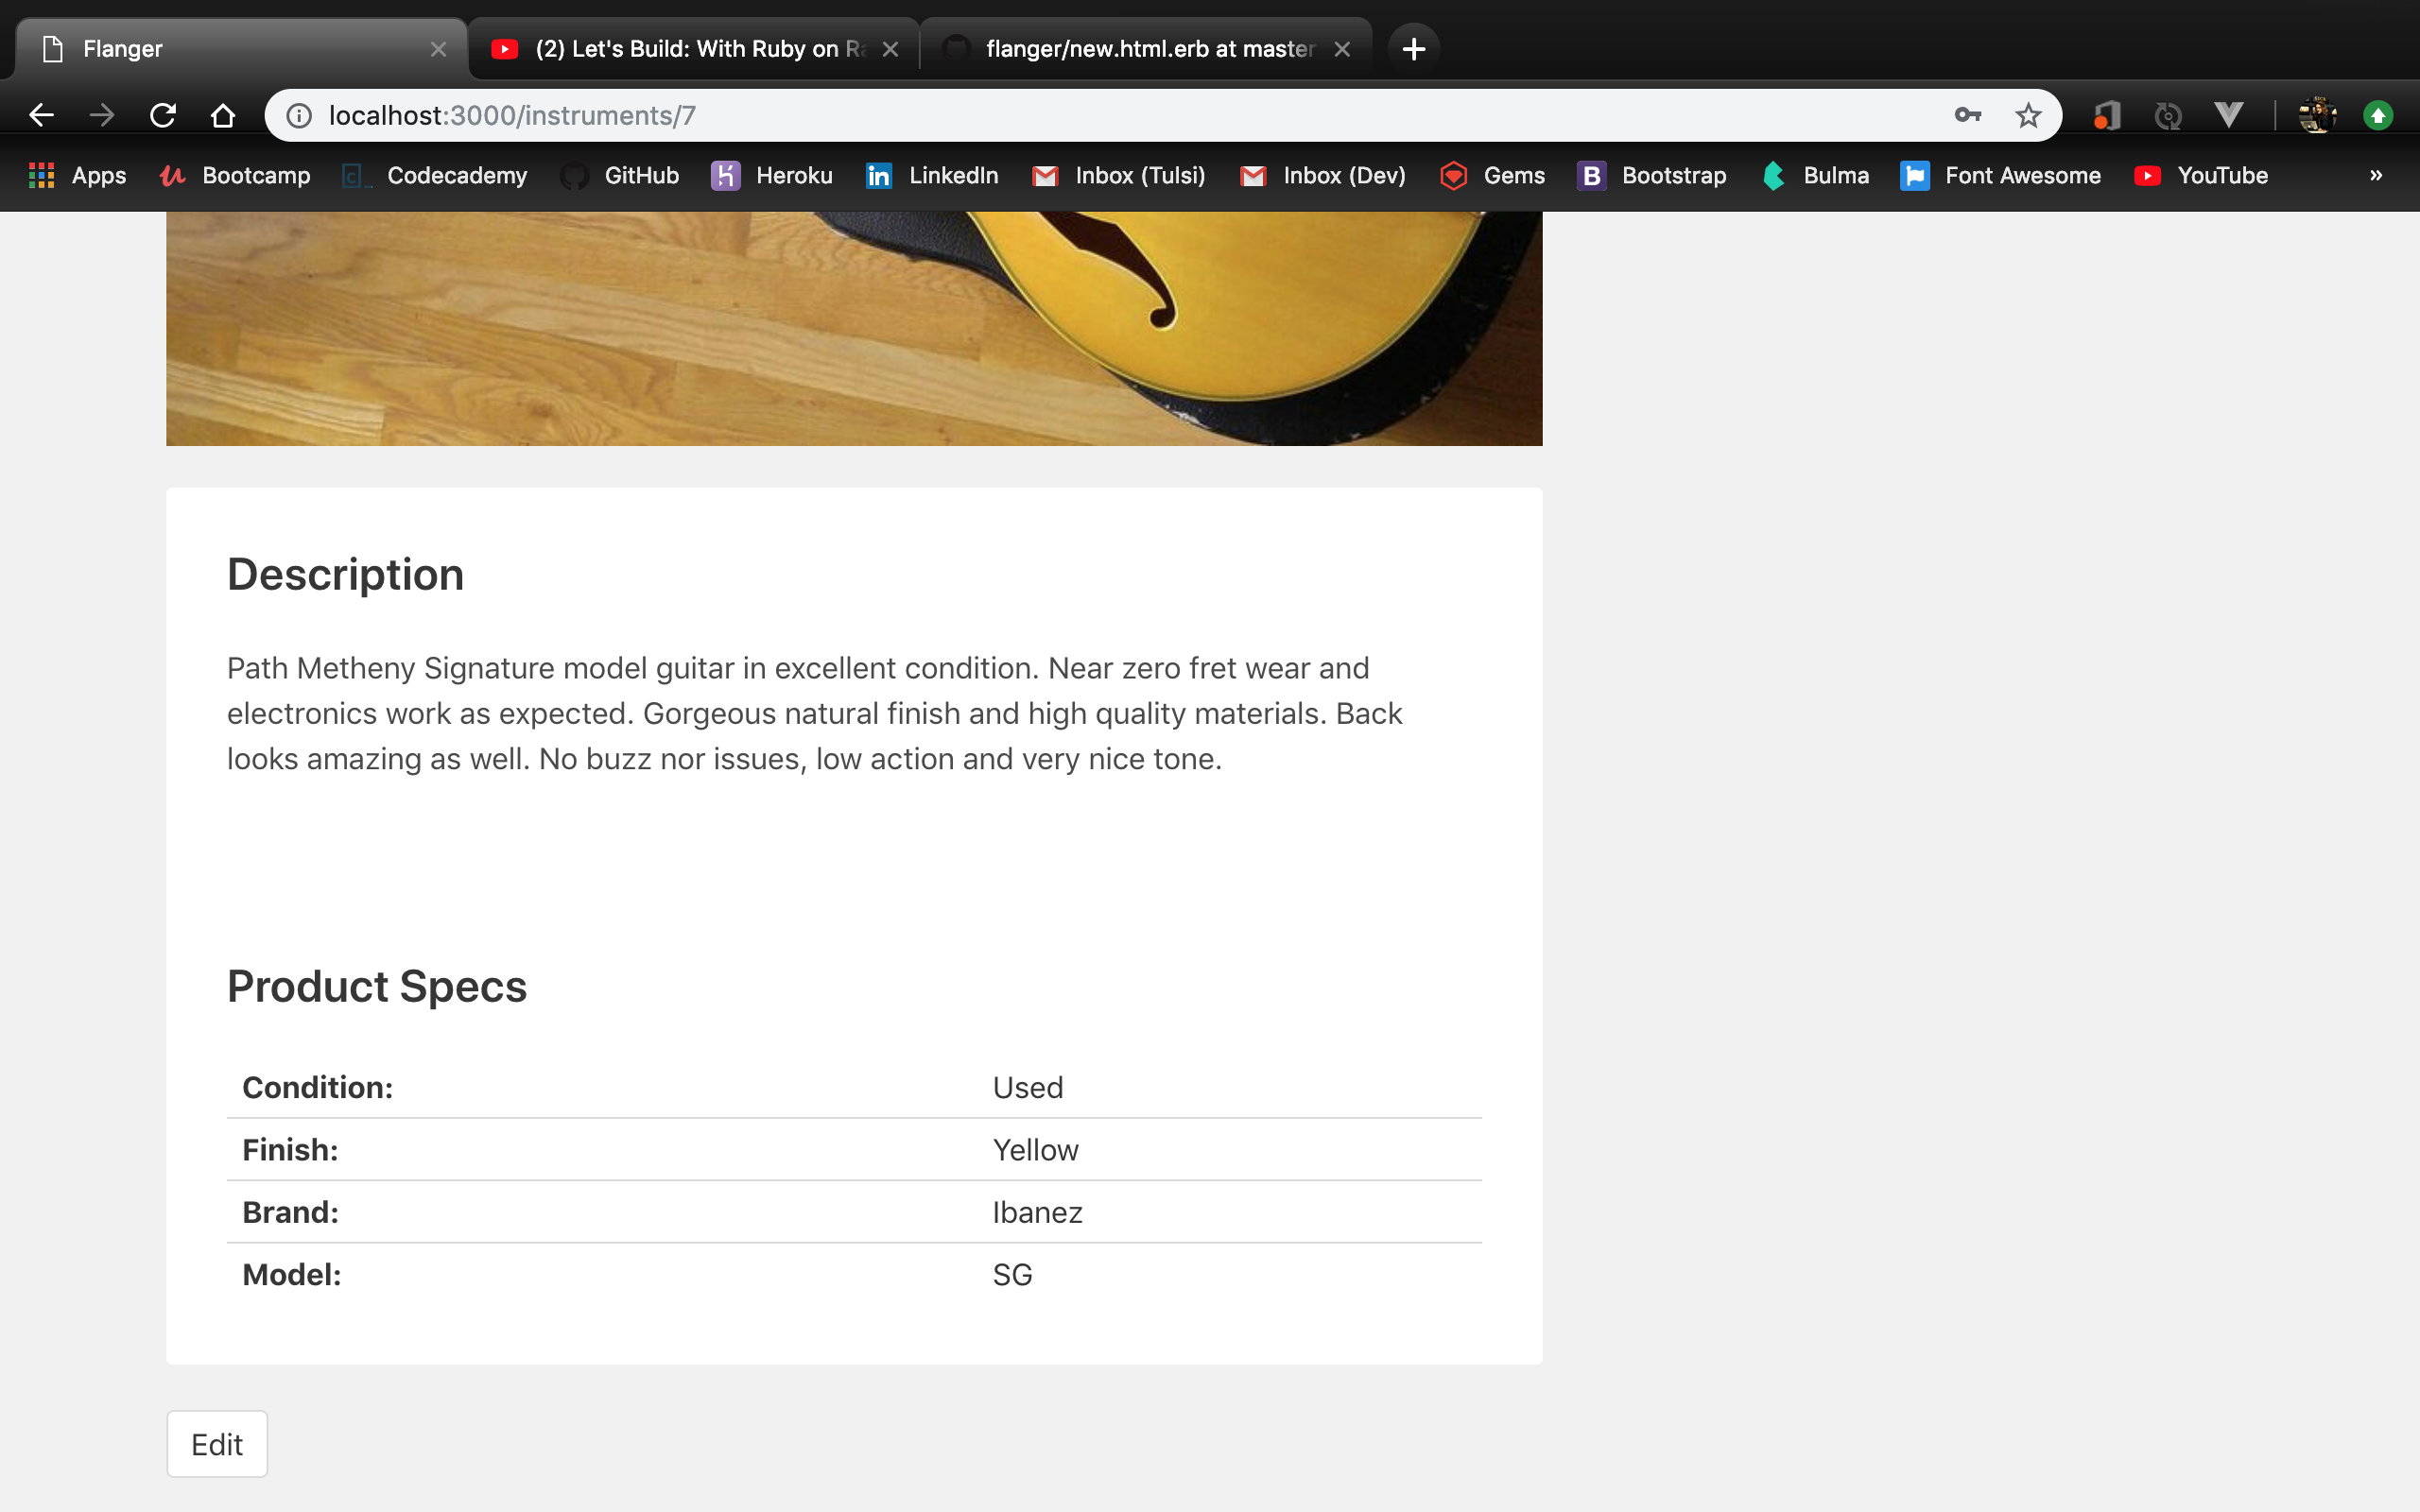 Flanger
(2) Let's Build: With Ruby on Ra
flanger/new.html.erb at master
localhost:3000/instruments/7
Apps Bootcamp Codecademy GitHub Heroku LinkedIn Inbox (Tulsi) Inbox (Dev) Gems Bootstrap Bulma Font Awesome YouTube »
Description
Path Metheny Signature model guitar in excellent condition. Near zero fret wear and
electronics work as expected. Gorgeous natural finish and high quality materials. Back
looks amazing as well. No buzz nor issues, low action and very nice tone.
Product Specs
Condition: Used
Finish: Yellow
Brand: Ibanez
Model: SG
Edit